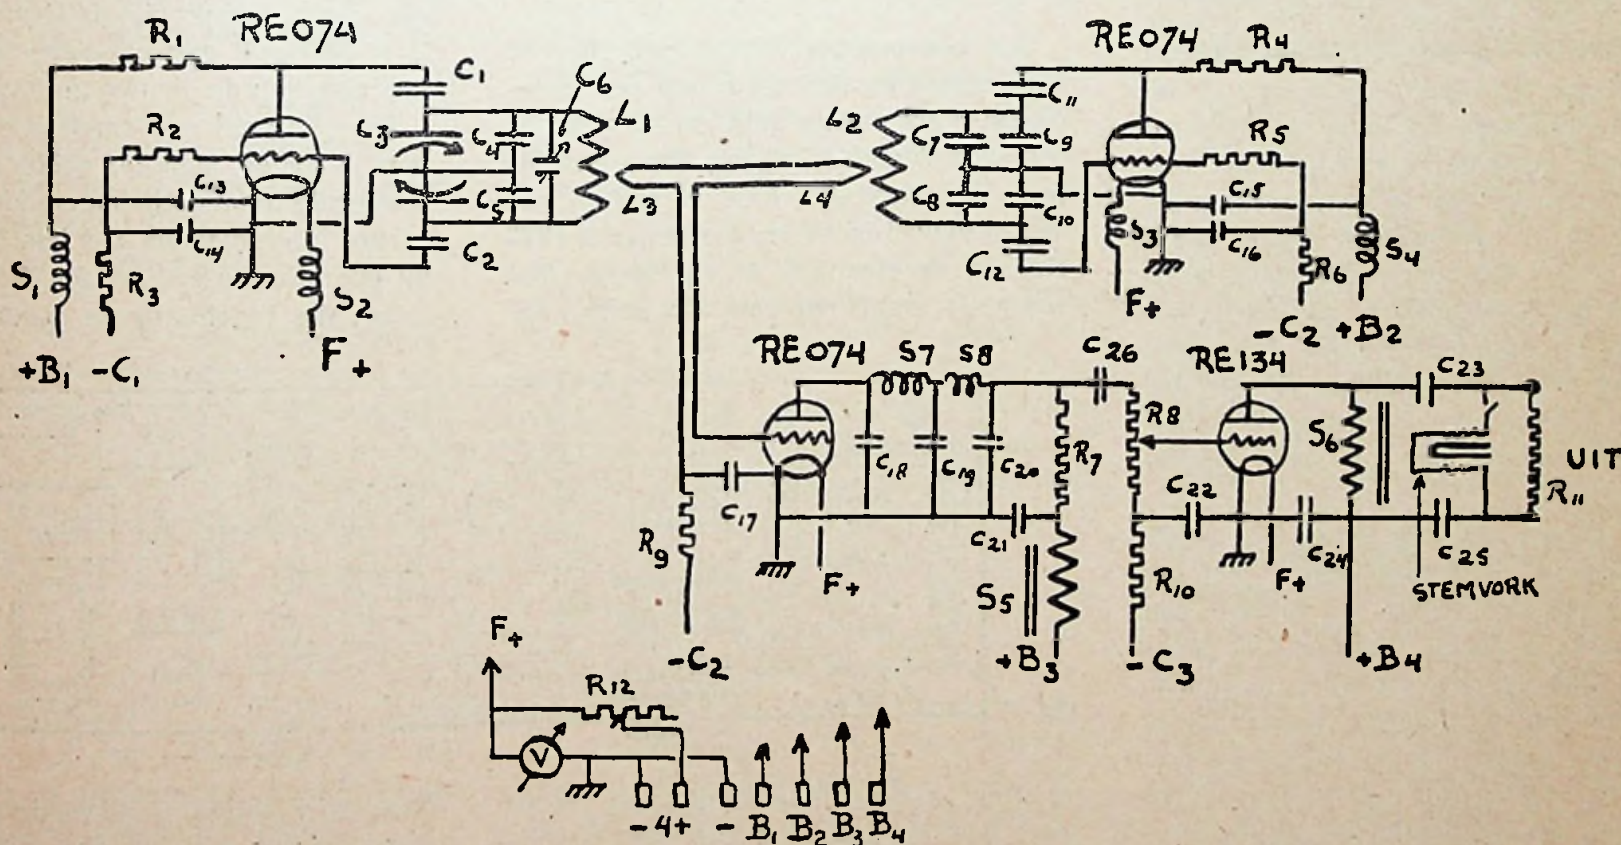 R1 RE074
C1 C6
R2 C3 C4 L1
C13 C5 L3
C14 C2
S1 R3 S2
+B1 -C1 F+
RE074 R4
C11
L2 C7 C9 R5
L4 C8 C10 C15
C12 S3 C16 R6 S4
F+ -C2 +B2
RE074 S7 S8 C26 RE134 C23
R8 S6
C18 C19 C20 R7 UIT
C17 C22 R11
R9 C21 C24 C25
F+ S5 R10 F+ STEMVORK
-C2 +B3 -C3 +B4
F+
R12
V
-4+ - B1 B2 B3 B4